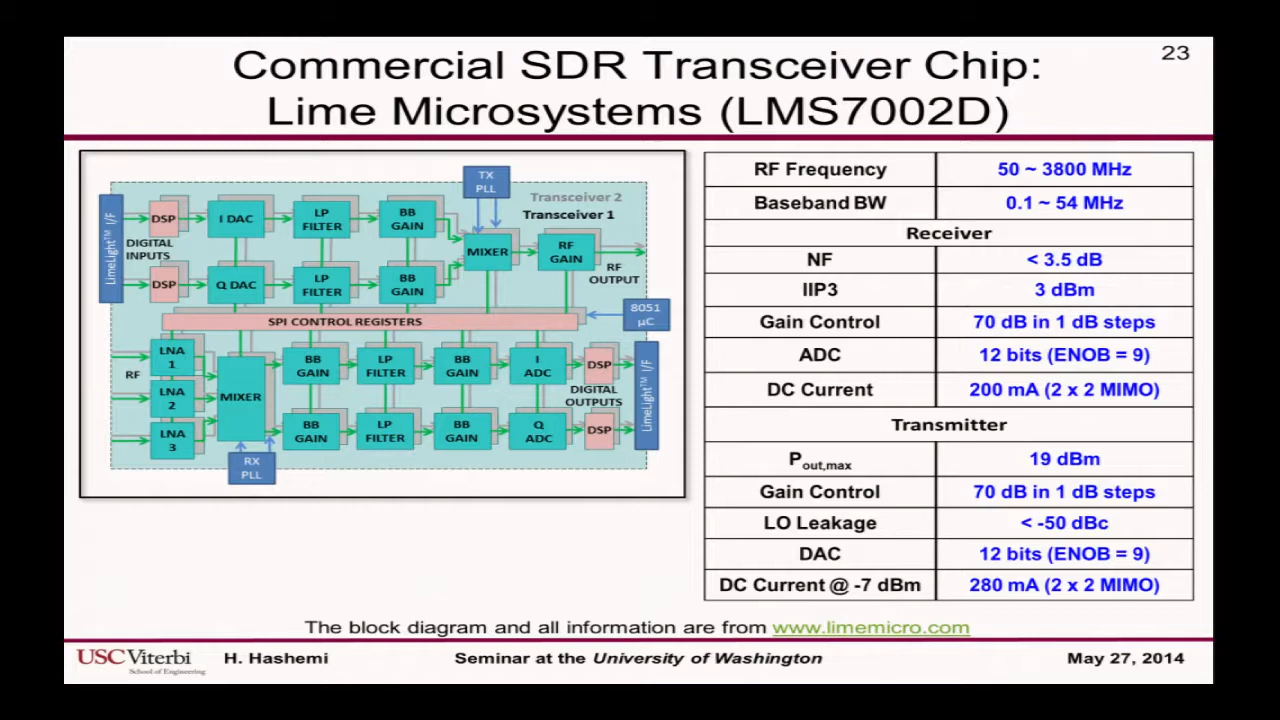 Commercial SDR Transceiver Chip:
Lime Microsystems (LMS7002D)
23
TX
PLL
Transceiver 2
Transceiver 1
LimeLight™ I/F
DSP
I DAC
LP
FILTER
BB
GAIN
DIGITAL
INPUTS
MIXER
RF
GAIN
RF
OUTPUT
DSP
Q DAC
LP
FILTER
BB
GAIN
SPI CONTROL REGISTERS
8051
µC
LNA
1
RF
LNA
2
LNA
3
MIXER
BB
GAIN
LP
FILTER
BB
GAIN
I
ADC
DSP
DIGITAL
OUTPUTS
BB
GAIN
LP
FILTER
BB
GAIN
Q
ADC
DSP
LimeLight™ I/F
RX
PLL
RF Frequency 50 ~ 3800 MHz
Baseband BW 0.1 ~ 54 MHz
Receiver
NF < 3.5 dB
IIP3 3 dBm
Gain Control 70 dB in 1 dB steps
ADC 12 bits (ENOB = 9)
DC Current 200 mA (2 x 2 MIMO)
Transmitter
Pout,max 19 dBm
Gain Control 70 dB in 1 dB steps
LO Leakage < -50 dBc
DAC 12 bits (ENOB = 9)
DC Current @ -7 dBm 280 mA (2 x 2 MIMO)
The block diagram and all information are from www.limemicro.com
USC Viterbi
School of Engineering
H. Hashemi
Seminar at the University of Washington
May 27, 2014